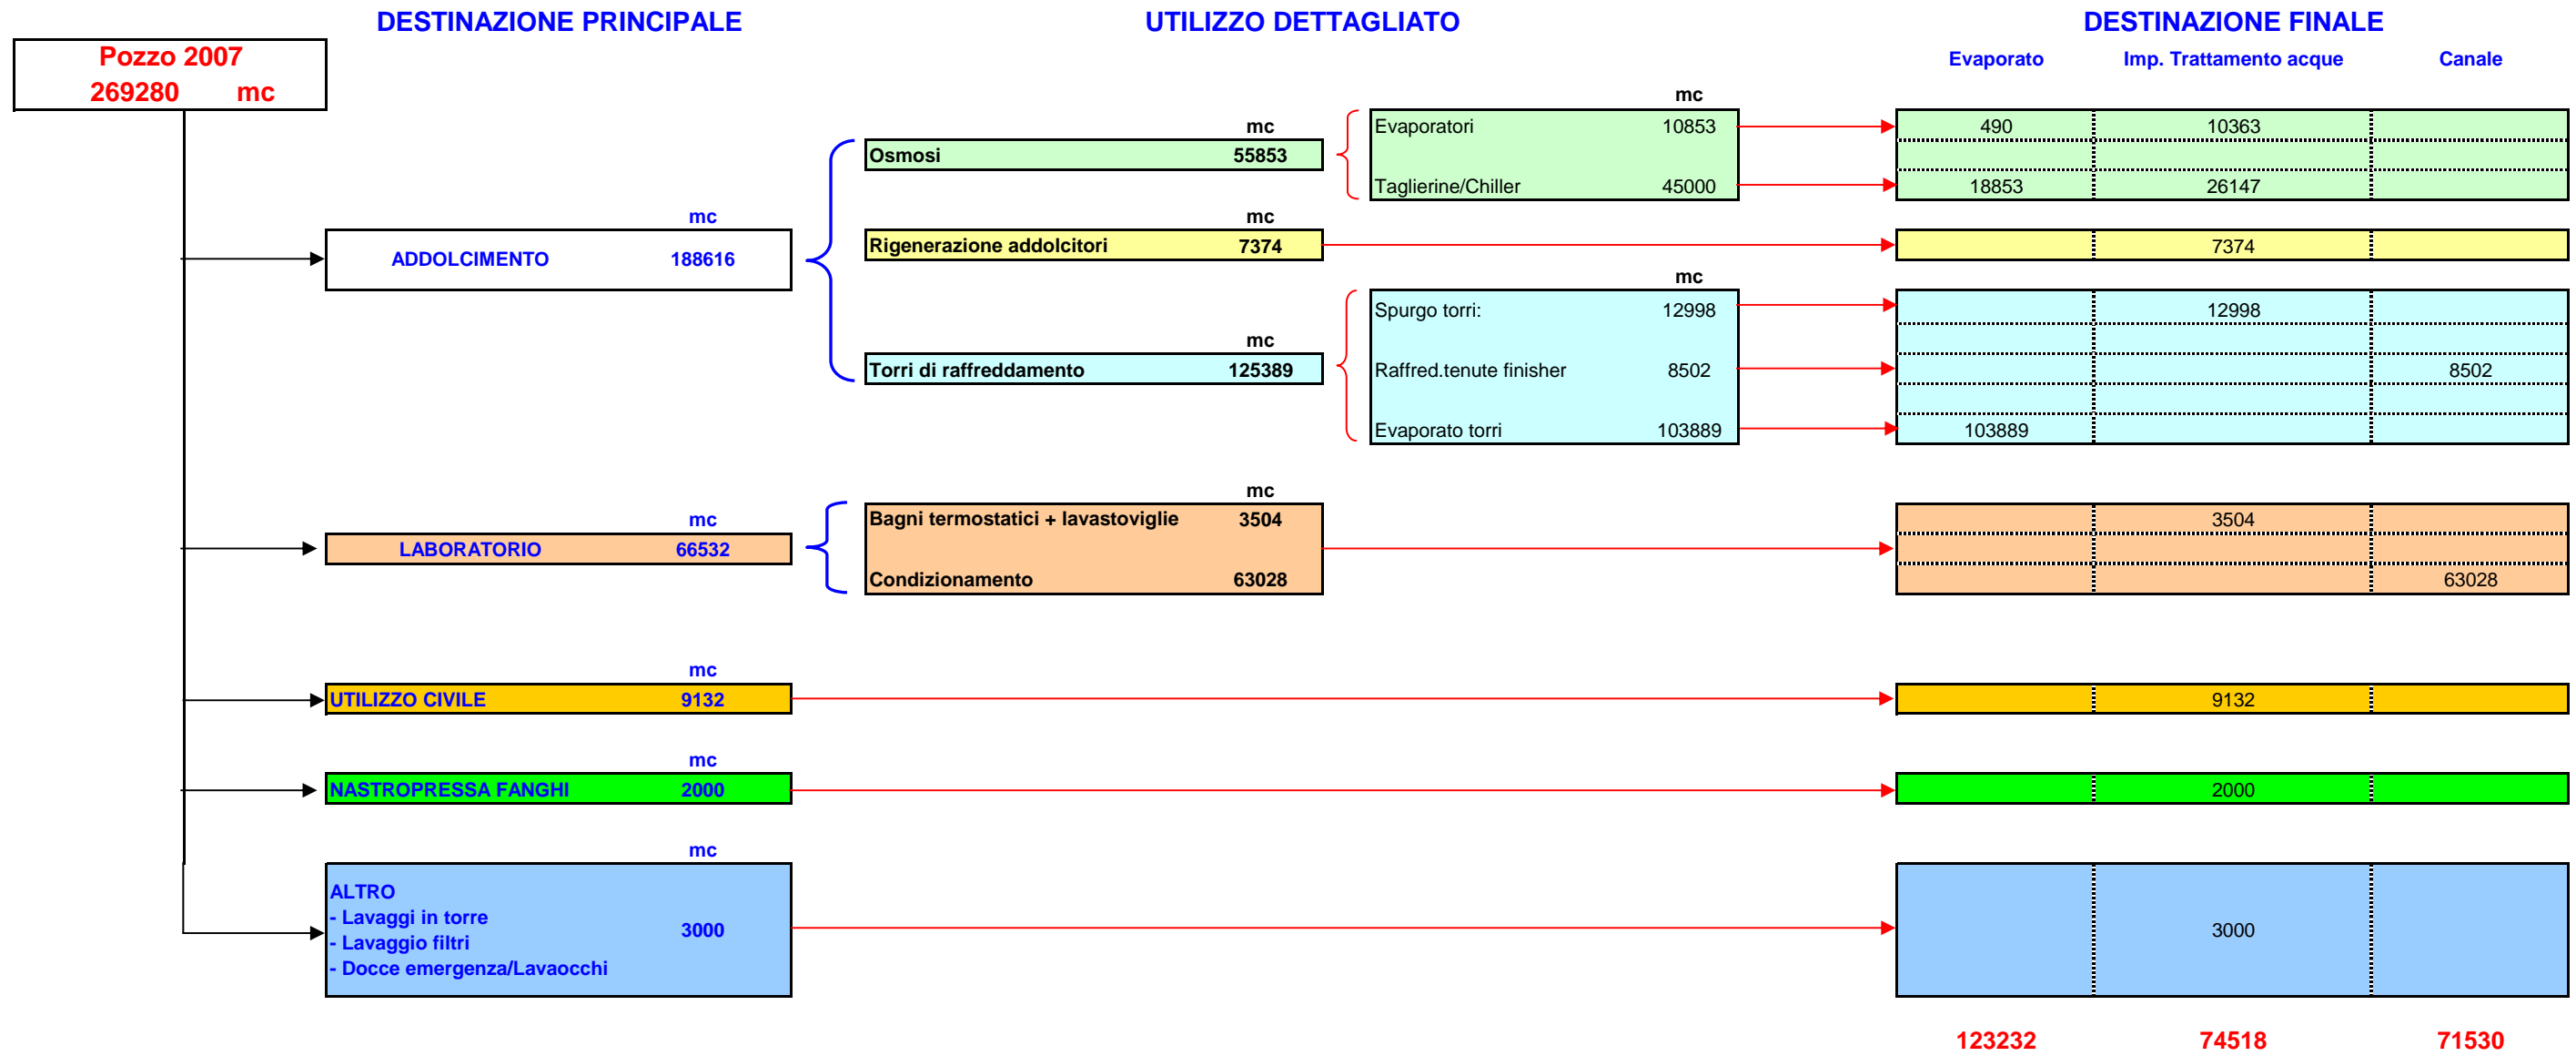 DESTINAZIONE PRINCIPALE UTILIZZO DETTAGLIATO DESTINAZIONE FINALE
Pozzo 2007 Evaporato Imp. Trattamento acque Canale
269280 mc
mc
mc Evaporatori 10853 490 10363
Osmosi 55853
Taglierine/Chiller 45000 18853 26147
mc mc
ADDOLCIMENTO 188616 Rigenerazione addolcitori 7374 7374
mc
Spurgo torri: 12998 12998
mc
Torri di raffreddamento 125389 Raffred.tenute finisher 8502 8502
Evaporato torri 103889 103889
mc
mc Bagni termostatici + lavastoviglie 3504 3504
LABORATORIO 66532
Condizionamento 63028 63028
mc
UTILIZZO CIVILE 9132 9132
mc
NASTROPRESSA FANGHI 2000 2000
mc
ALTRO
- Lavaggi in torre
3000 3000
- Lavaggio filtri
- Docce emergenza/Lavaocchi
123232 74518 71530